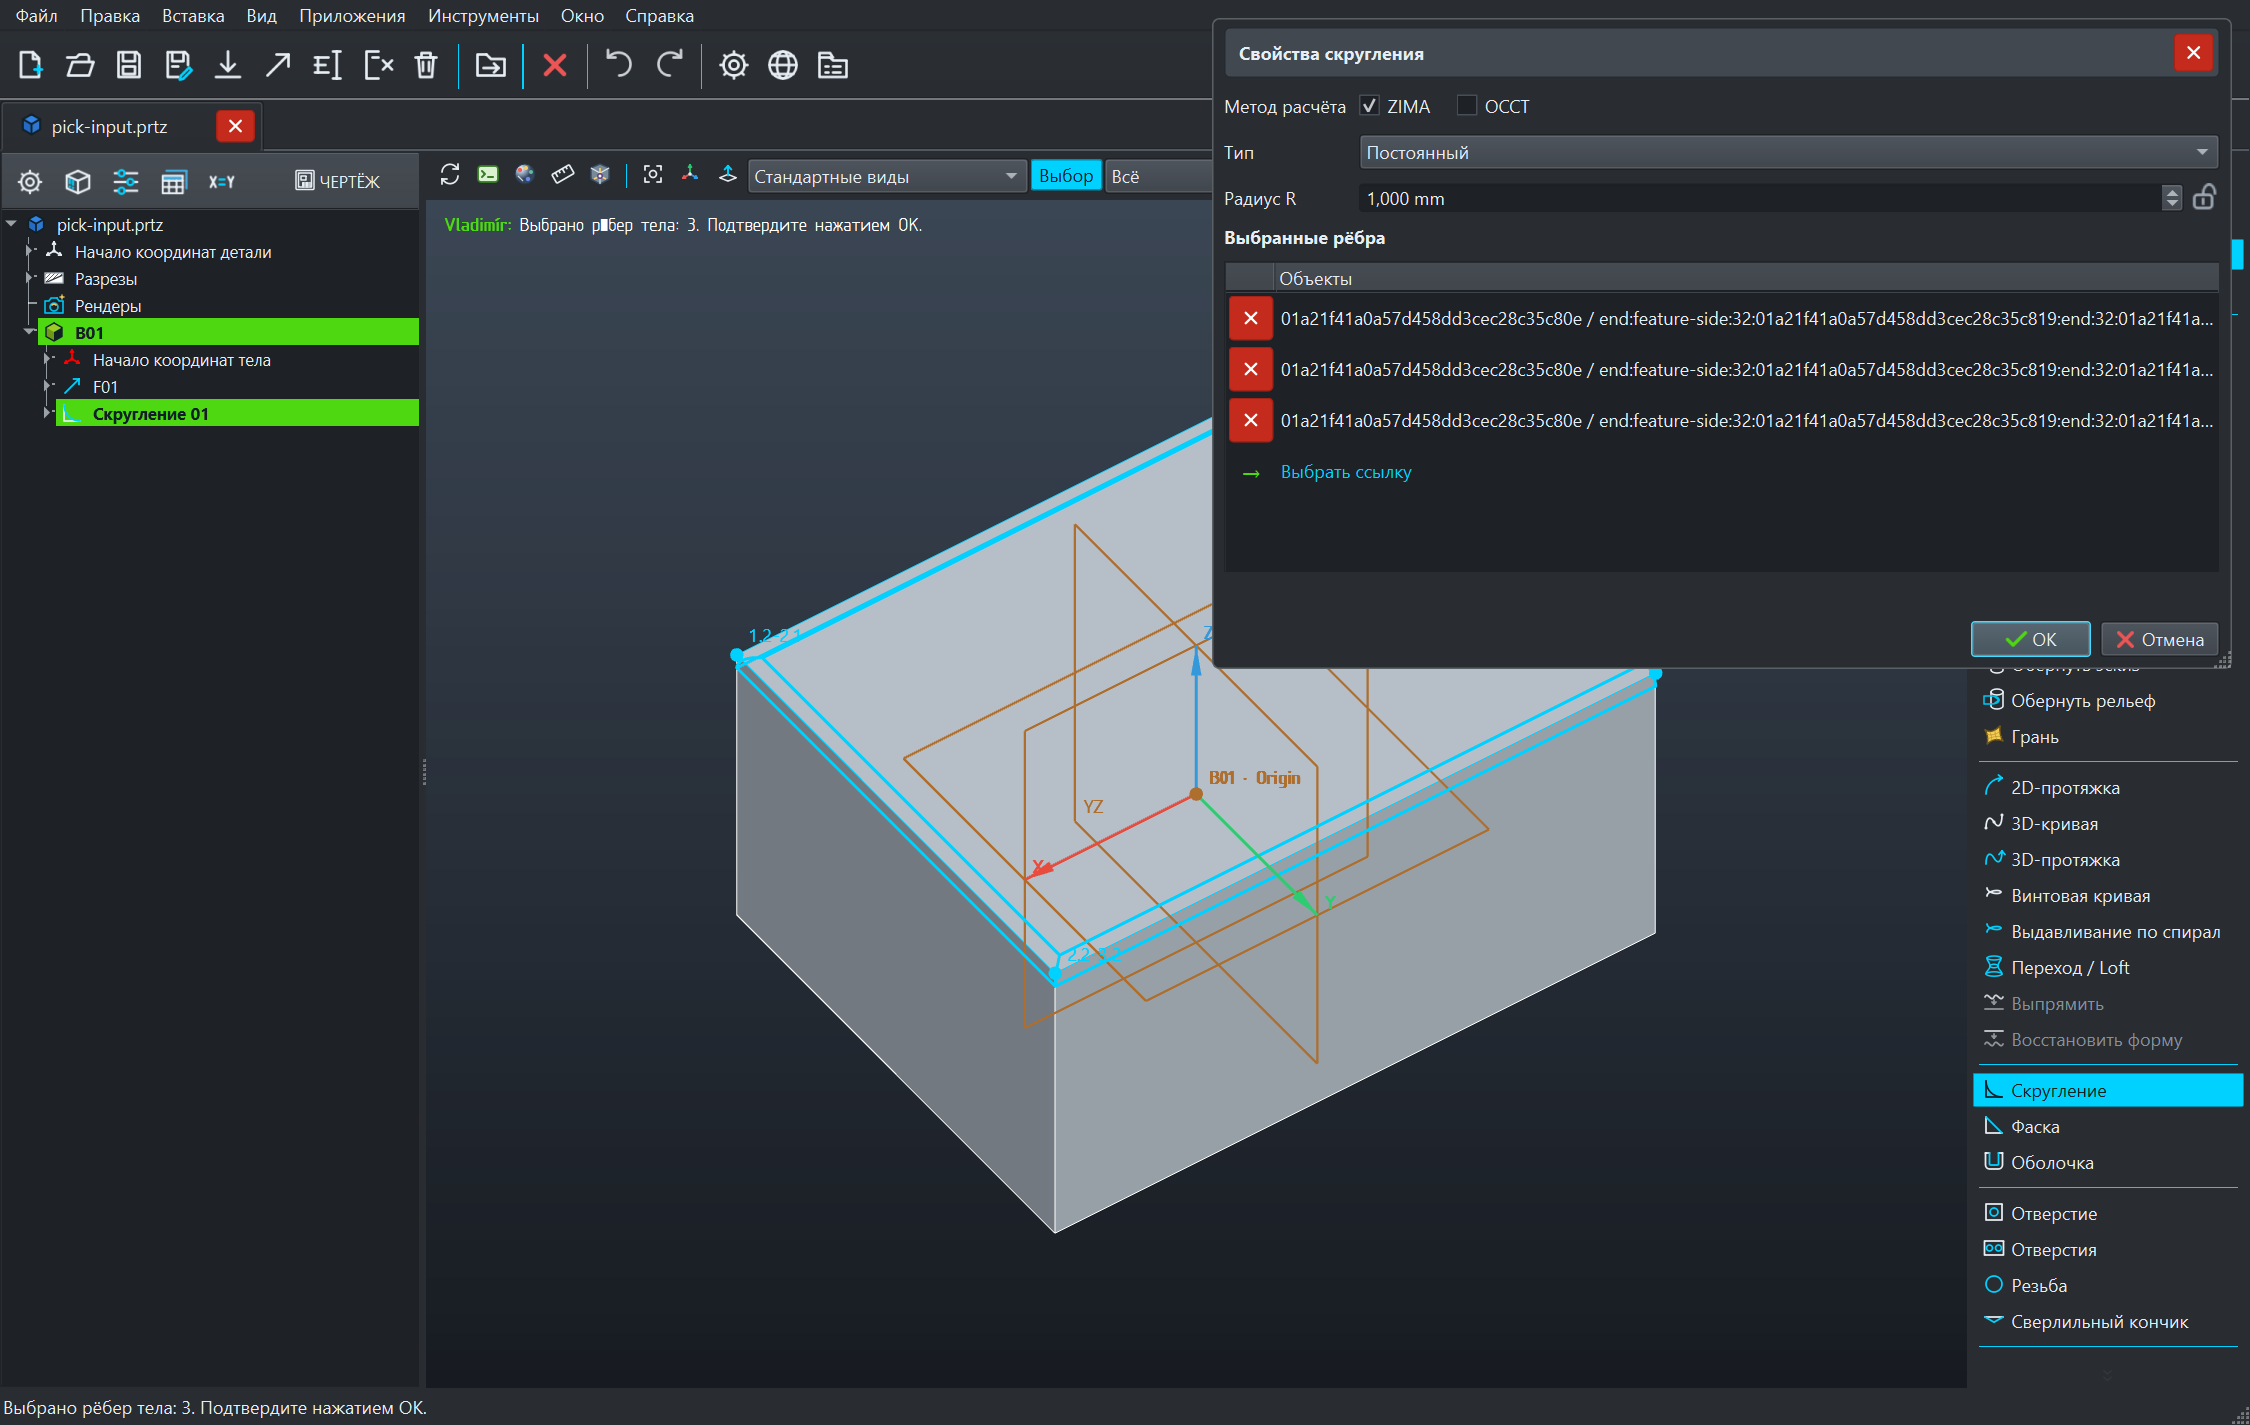 Файл Правка Вставка Вид Приложения Инструменты Окно Справка
pick-input.prtz
X=Y
ЧЕРТЁЖ
Стандартные виды
Выбор
Всё
pick-input.prtz
Начало координат детали
Разрезы
Рендеры
B01
Начало координат тела
F01
Скругление 01
Vladimír: Выбрано р бер тела: 3. Подтвердите нажатием OK.
Свойства скругления
Метод расчёта ZIMA OCCT
Тип Постоянный
Радиус R 1,000 mm
Выбранные рёбра
Объекты
01a21f41a0a57d458dd3cec28c35c80e / end:feature-side:32:01a21f41a0a57d458dd3cec28c35c819:end:32:01a21f41a...
01a21f41a0a57d458dd3cec28c35c80e / end:feature-side:32:01a21f41a0a57d458dd3cec28c35c819:end:32:01a21f41a...
01a21f41a0a57d458dd3cec28c35c80e / end:feature-side:32:01a21f41a0a57d458dd3cec28c35c819:end:32:01a21f41a...
Выбрать ссылку
OK
Отмена
Z
B01 - Origin
YZ
X
Y
Обернуть рельеф
Грань
2D-протяжка
3D-кривая
3D-протяжка
Винтовая кривая
Выдавливание по спирал
Переход / Loft
Выпрямить
Восстановить форму
Скругление
Фаска
Оболочка
Отверстие
Отверстия
Резьба
Сверлильный кончик
Выбрано рёбер тела: 3. Подтвердите нажатием OK.